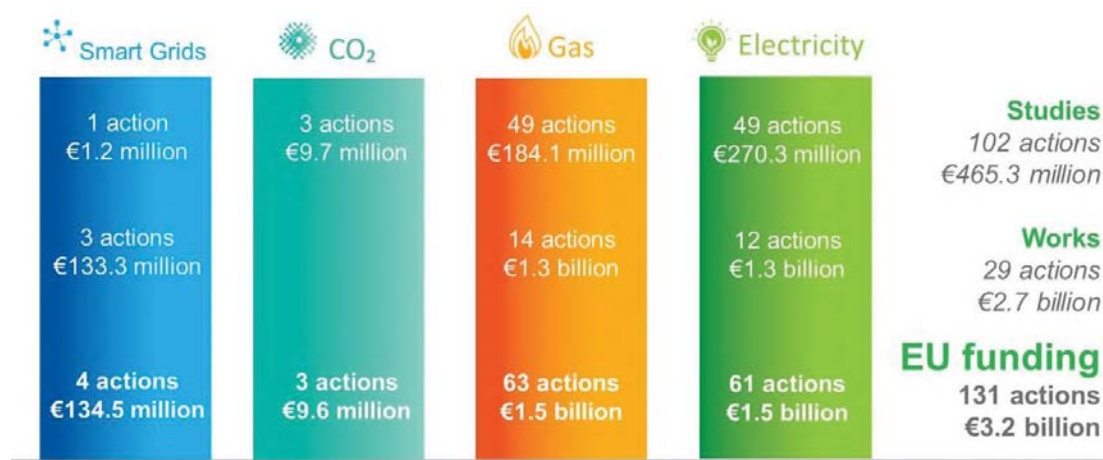 Smart Grids
CO₂
Gas
Electricity
1 action
€1.2 million
3 actions
€9.7 million
49 actions
€184.1 million
49 actions
€270.3 million
Studies
102 actions
€465.3 million
3 actions
€133.3 million
14 actions
€1.3 billion
12 actions
€1.3 billion
Works
29 actions
€2.7 billion
4 actions
€134.5 million
3 actions
€9.6 million
63 actions
€1.5 billion
61 actions
€1.5 billion
EU funding
131 actions
€3.2 billion